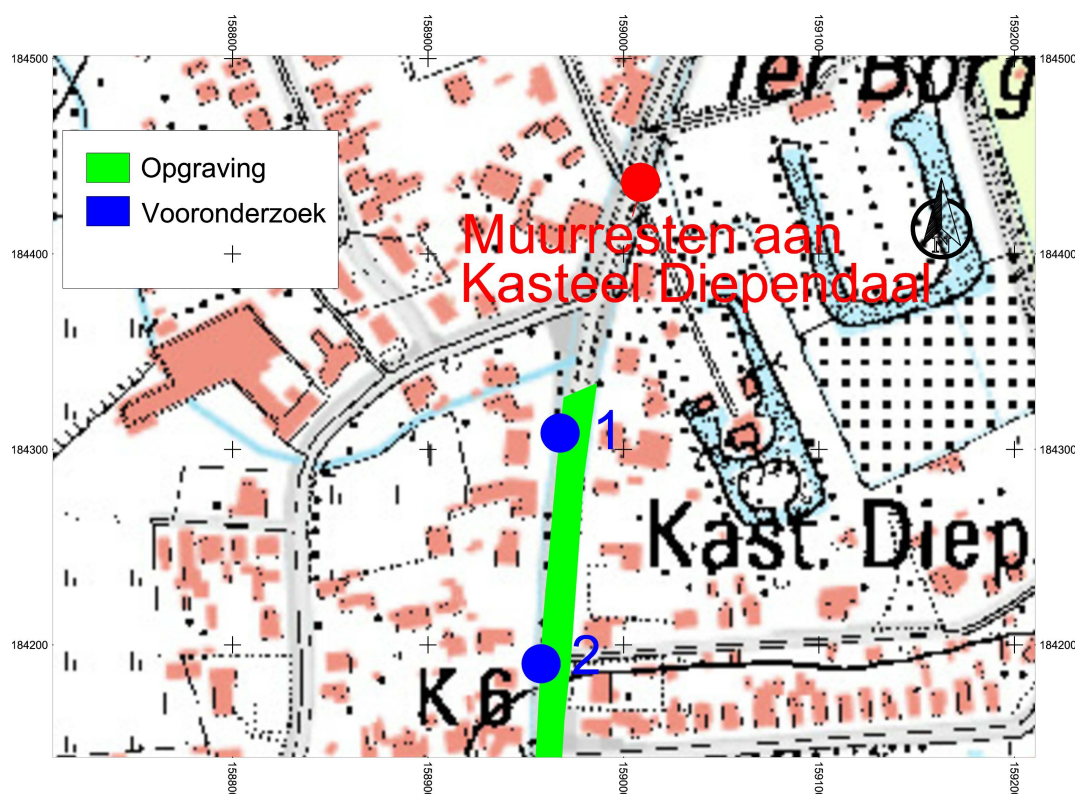 158800 158900 159000 159100 159200
184500 184500
Ter Borg
Opgraving
Vooronderzoek
Muurresten aan
Kasteel Diependaal
184400 184400
N
1
184300 184300
Kast. Diep
184200 184200
2
K 6
158800 158900 159000 159100 159200